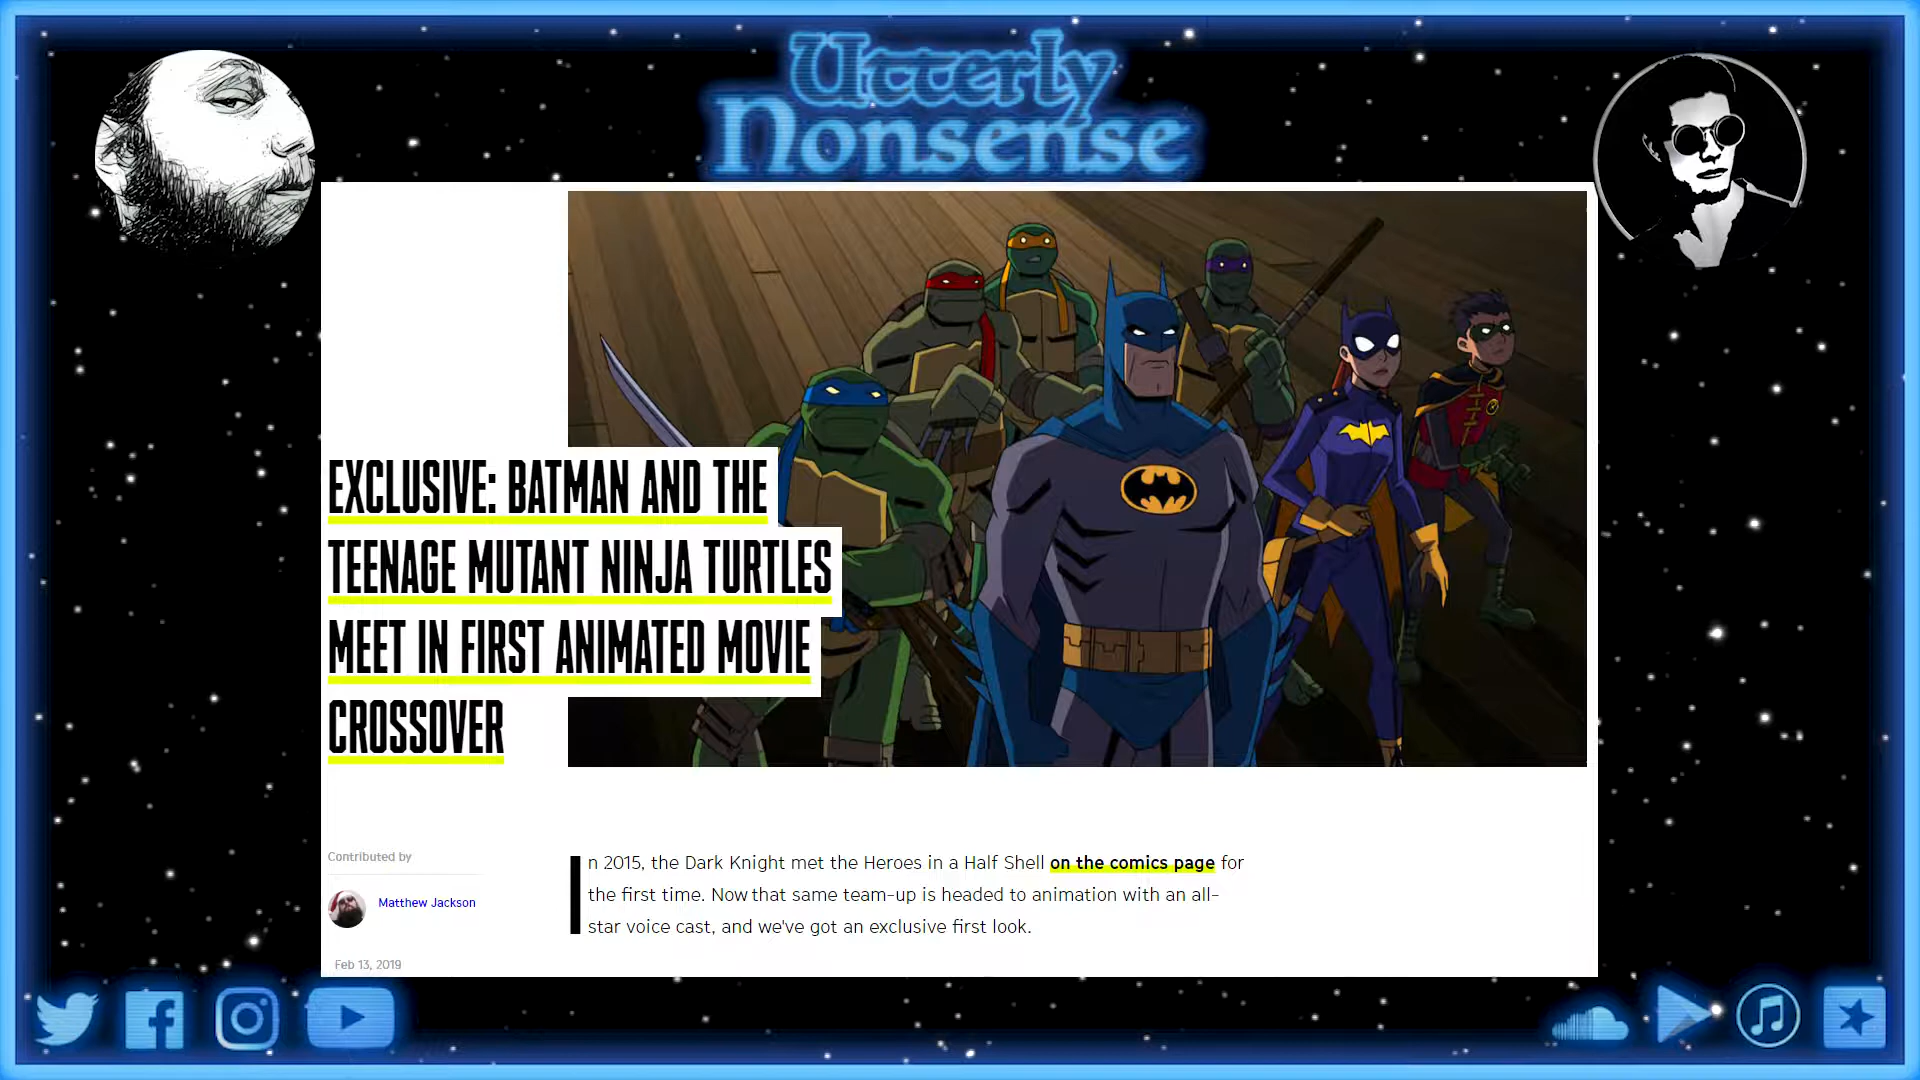 Utterly
Nonsense
EXCLUSIVE: BATMAN AND THE
TEENAGE MUTANT NINJA TURTLES
MEET IN FIRST ANIMATED MOVIE
CROSSOVER
Contributed by
Matthew Jackson
Feb 13, 2019
In 2015, the Dark Knight met the Heroes in a Half Shell on the comics page for
the first time. Now that same team-up is headed to animation with an all-
star voice cast, and we've got an exclusive first look.